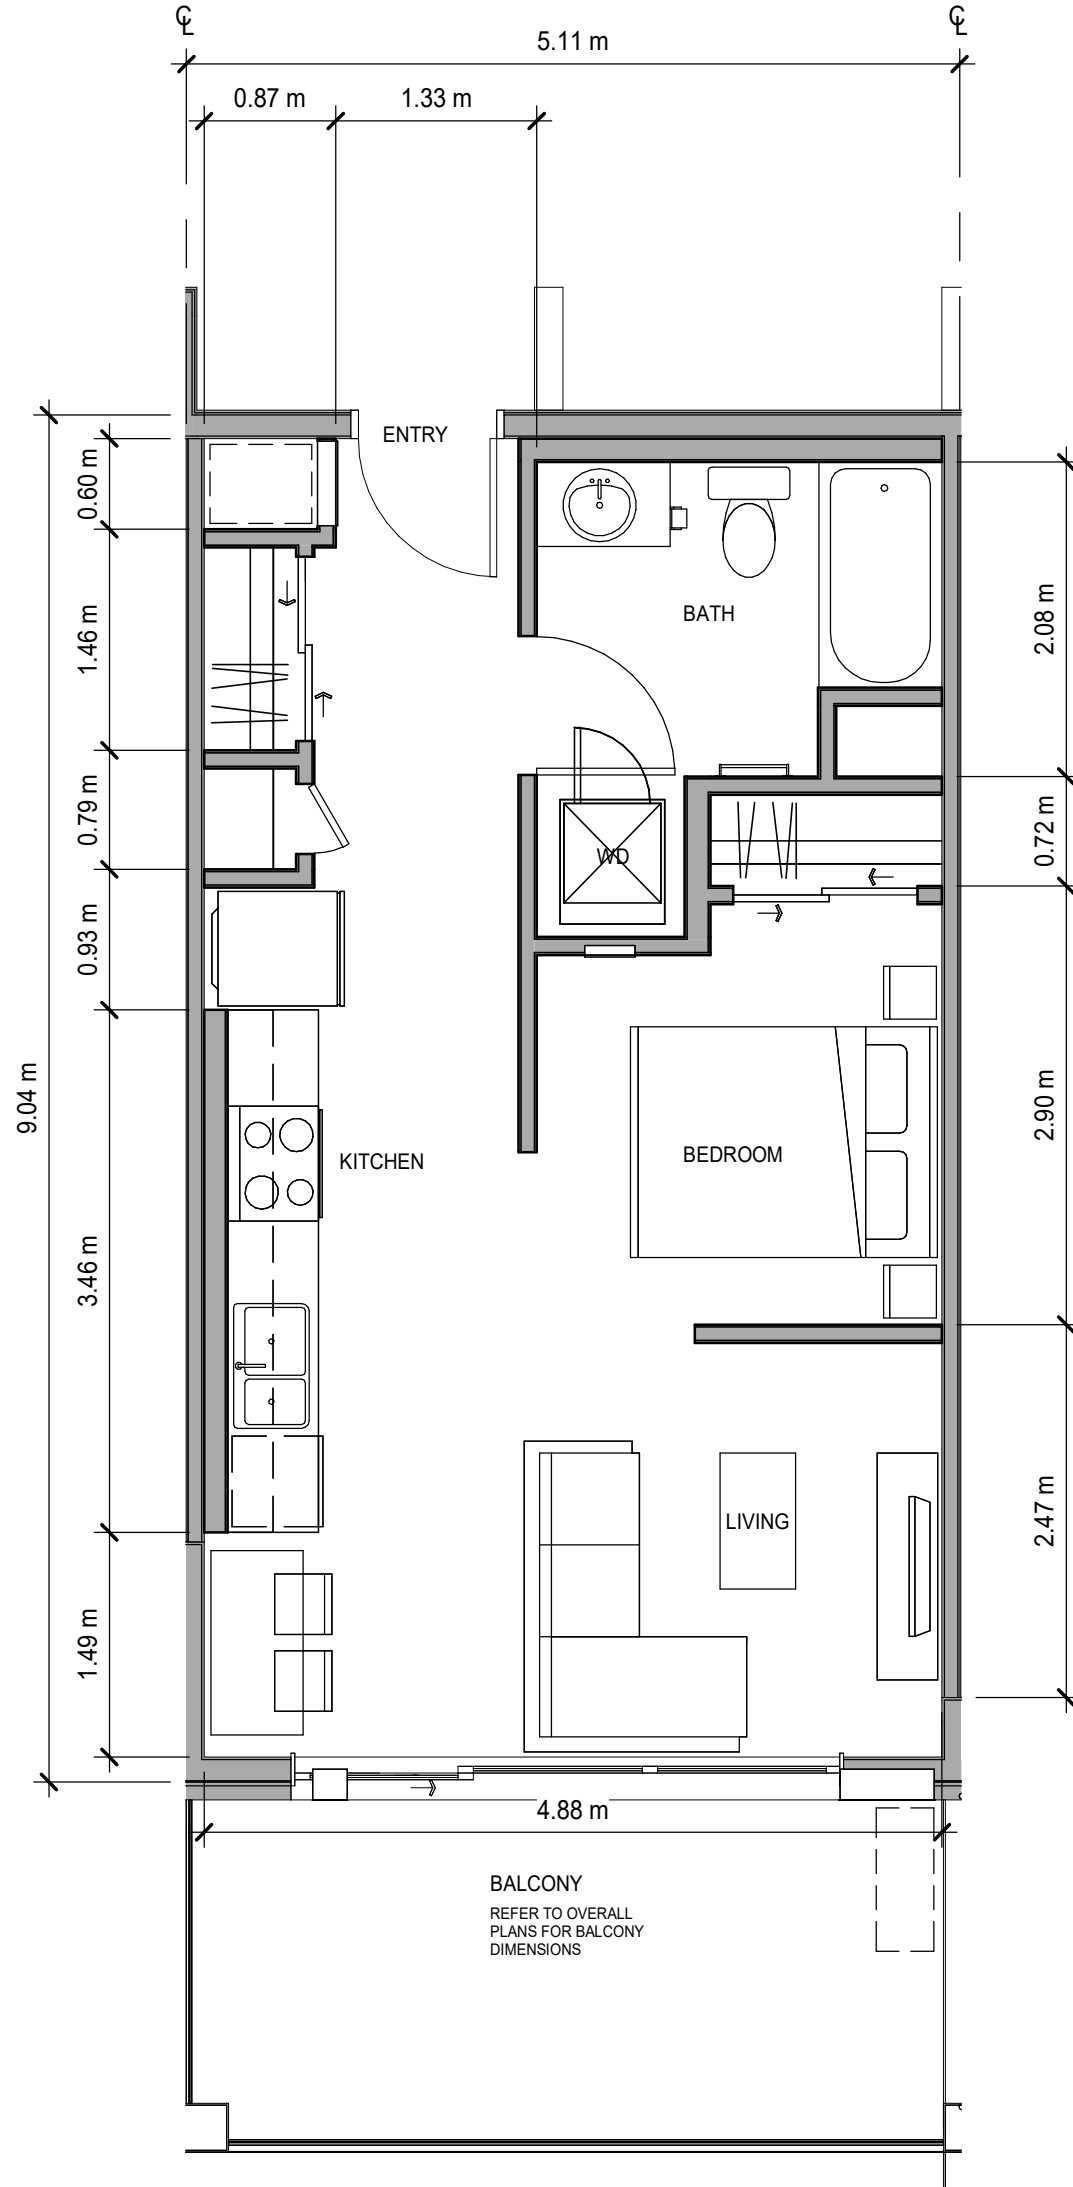 ℄
℄
5.11 m
0.87 m
1.33 m
ENTRY
0.60 m
1.46 m
BATH
2.08 m
0.79 m
WD
0.72 m
0.93 m
9.04 m
KITCHEN
BEDROOM
2.90 m
3.46 m
LIVING
2.47 m
1.49 m
4.88 m
BALCONY
REFER TO OVERALL
PLANS FOR BALCONY
DIMENSIONS